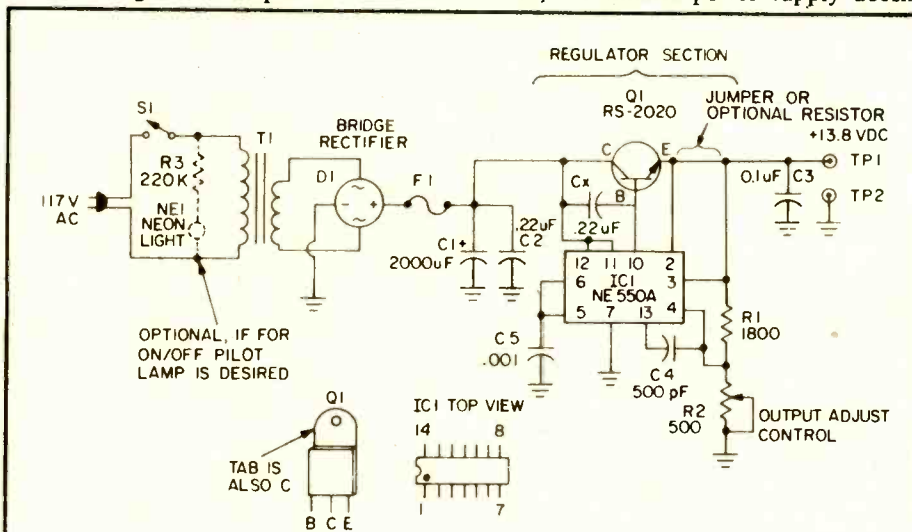 REGULATOR SECTION
Q1
RS-2020
JUMPER OR
OPTIONAL RESISTOR
+13.8 VDC
S1
R3
220K
NE1
NEON
LIGHT
117V
AC
T1
BRIDGE
RECTIFIER
D1
- +
F1
C1 +
2000uF
.22uF
C2
C E
B
Cx
.22uF
12 11 10 2
6 IC1 3
NE550A
5 7 13 4
C5
.001
C4
500pF
0.1uF C3
TP1
TP2
R1
1800
R2
500
OUTPUT ADJUST
CONTROL
OPTIONAL, IF FOR
ON/OFF PILOT
LAMP IS DESIRED
Q1
TAB IS
ALSO C
B C E
IC1 TOP VIEW
14 8
1 7